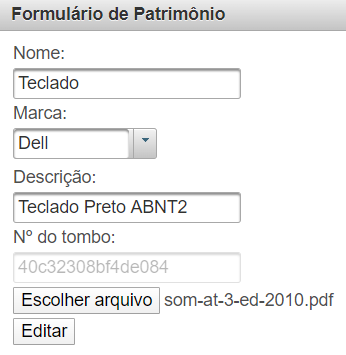 Formulário de Patrimônio
Nome:
Teclado
Marca:
Dell
Descrição:
Teclado Preto ABNT2
Nº do tombo:
40c32308bf4de084
Escolher arquivo som-at-3-ed-2010.pdf
Editar